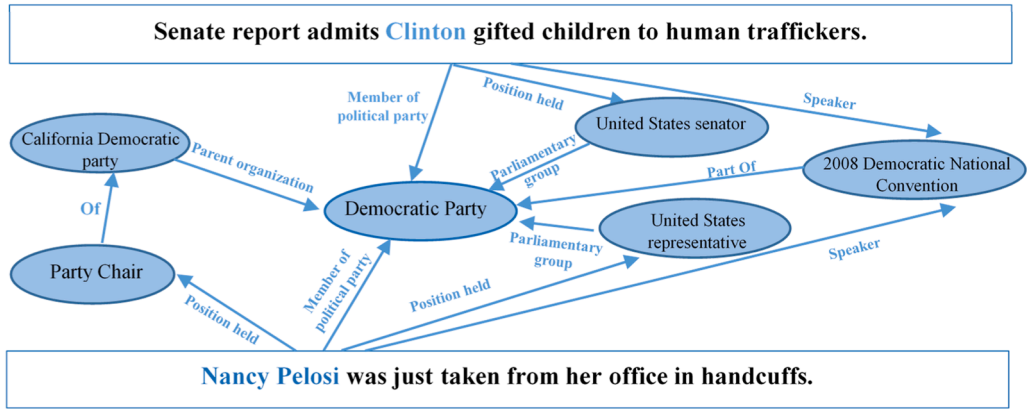 Senate report admits Clinton gifted children to human traffickers.
Member of
political party
Position held
Speaker
United States senator
California Democratic
party
Parent organization
Parliamentary
group
Part Of
2008 Democratic National
Convention
Of
Democratic Party
United States
representative
Parliamentary
group
Speaker
Party Chair
Member of
political party
Position held
Position held
Nancy Pelosi was just taken from her office in handcuffs.